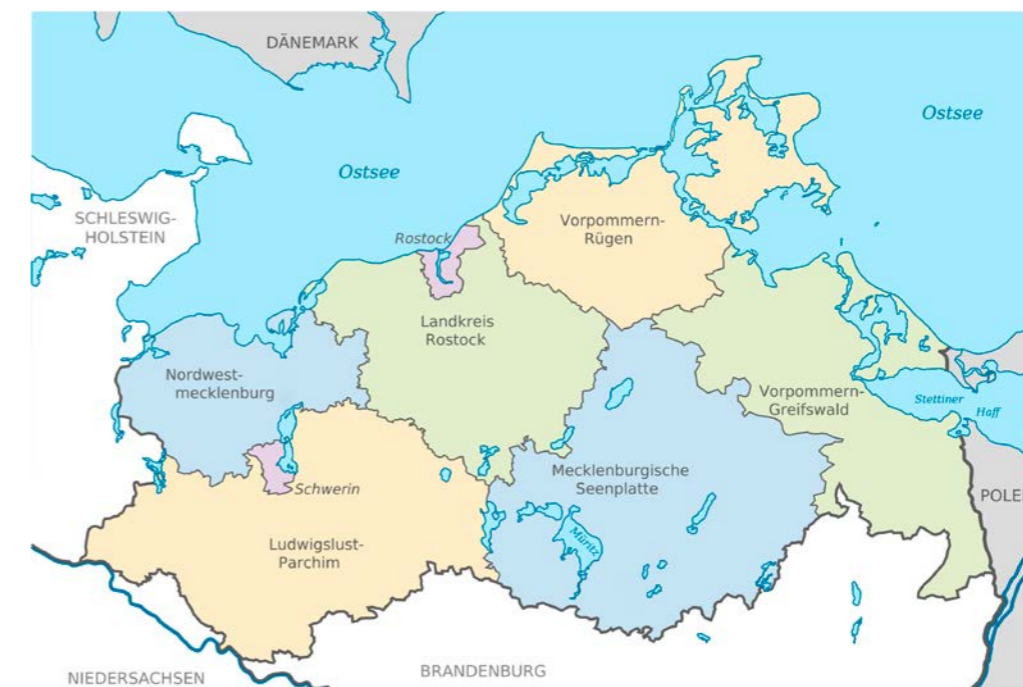 DÄNEMARK
Ostsee
Ostsee
SCHLESWIG-
HOLSTEIN
Rostock
Vorpommern-
Rügen
Landkreis
Rostock
Nordwest-
mecklenburg
Vorpommern-
Greifswald
Stettiner
Haff
Mecklenburgische
Seenplatte
Schwerin
POLE
Müritz
Ludwigslust-
Parchim
BRANDENBURG
NIEDERSACHSEN